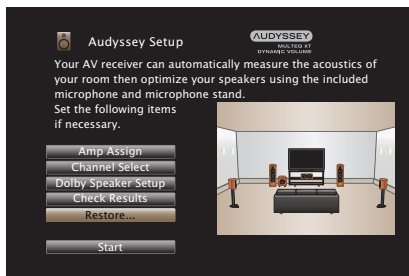 Audyssey Setup
AUDYSSEY
MULTEQ XT
DYNAMIC VOLUME
Your AV receiver can automatically measure the acoustics of
your room then optimize your speakers using the included
microphone and microphone stand.
Set the following items
if necessary.
Amp Assign
Channel Select
Dolby Speaker Setup
Check Results
Restore...
Start